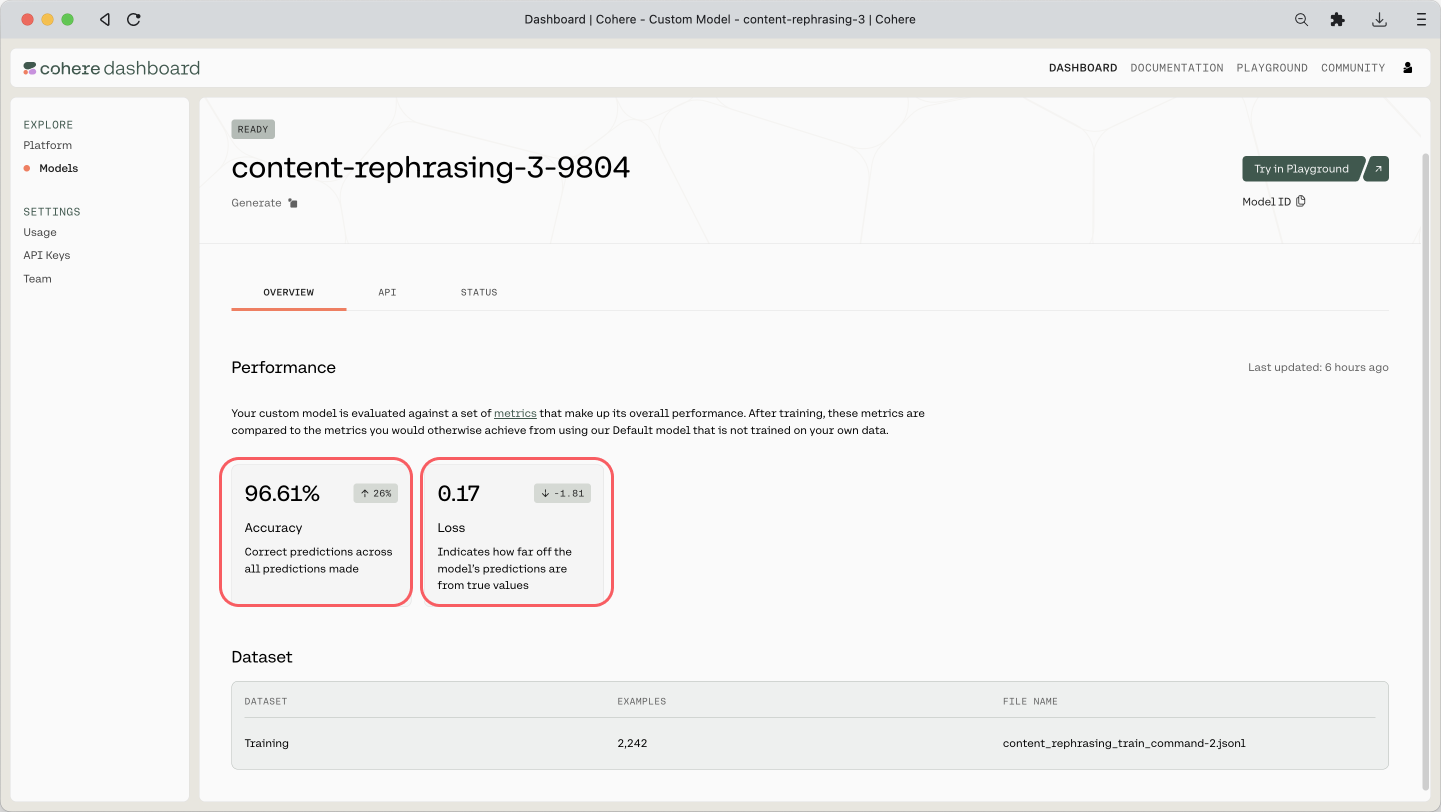 Dashboard | Cohere - Custom Model - content-rephrasing-3 | Cohere
cohere dashboard
DASHBOARD DOCUMENTATION PLAYGROUND COMMUNITY
EXPLORE
Platform
Models
SETTINGS
Usage
API Keys
Team
READY
content-rephrasing-3-9804
Generate
Try in Playground
Model ID
OVERVIEW API STATUS
Performance
Last updated: 6 hours ago
Your custom model is evaluated against a set of metrics that make up its overall performance. After training, these metrics are
compared to the metrics you would otherwise achieve from using our Default model that is not trained on your own data.
96.61% ↑ 26%
Accuracy
Correct predictions across
all predictions made
0.17 ↓ -1.81
Loss
Indicates how far off the
model's predictions are
from true values
Dataset
DATASET EXAMPLES FILE NAME
Training 2,242 content_rephrasing_train_command-2.jsonl